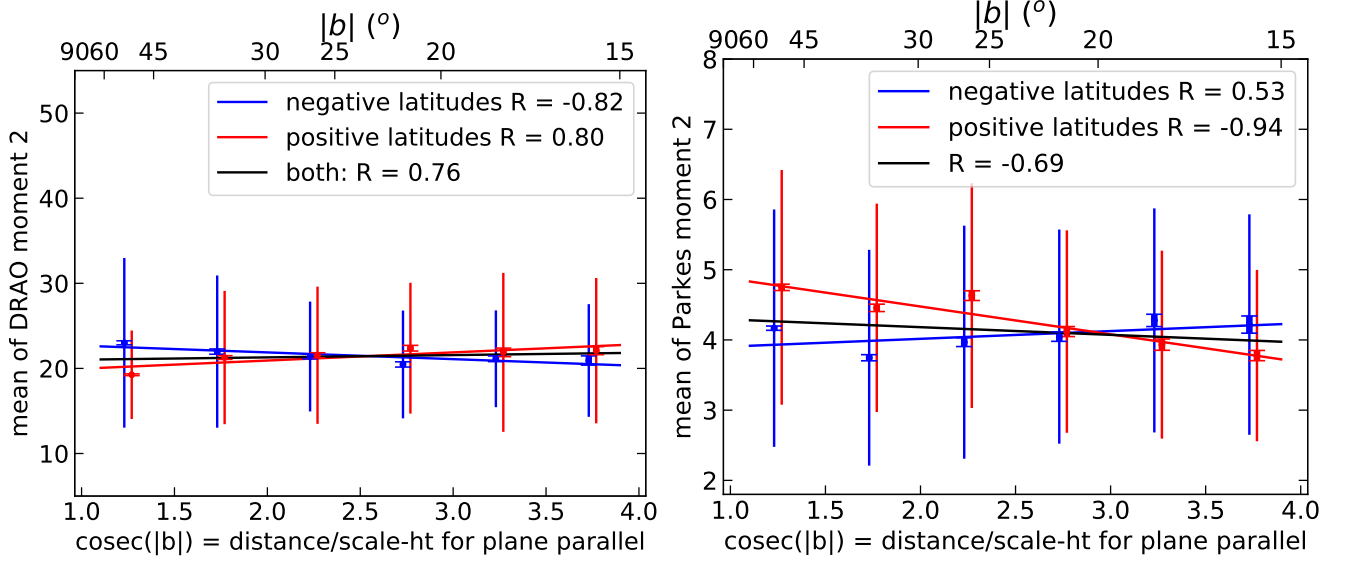 |b| (o)
9060 45 30 25 20 15
negative latitudes R = -0.82
positive latitudes R = 0.80
both: R = 0.76
mean of DRAO moment 2
50
40
30
20
10
1.0 1.5 2.0 2.5 3.0 3.5 4.0
cosec(|b|) = distance/scale-ht for plane parallel
|b| (o)
9060 45 30 25 20 15
negative latitudes R = 0.53
positive latitudes R = -0.94
R = -0.69
mean of Parkes moment 2
8
7
6
5
4
3
2
1.0 1.5 2.0 2.5 3.0 3.5 4.0
cosec(|b|) = distance/scale-ht for plane parallel